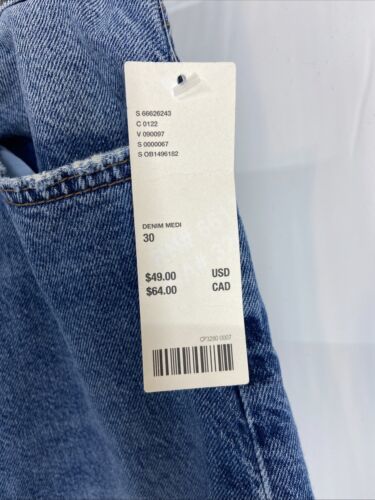 S 66626243
C 0122
V 090097
S 0000067
S OB1496182
DENIM MEDI
30
$49.00 USD
$64.00 CAD
CP3280 0007